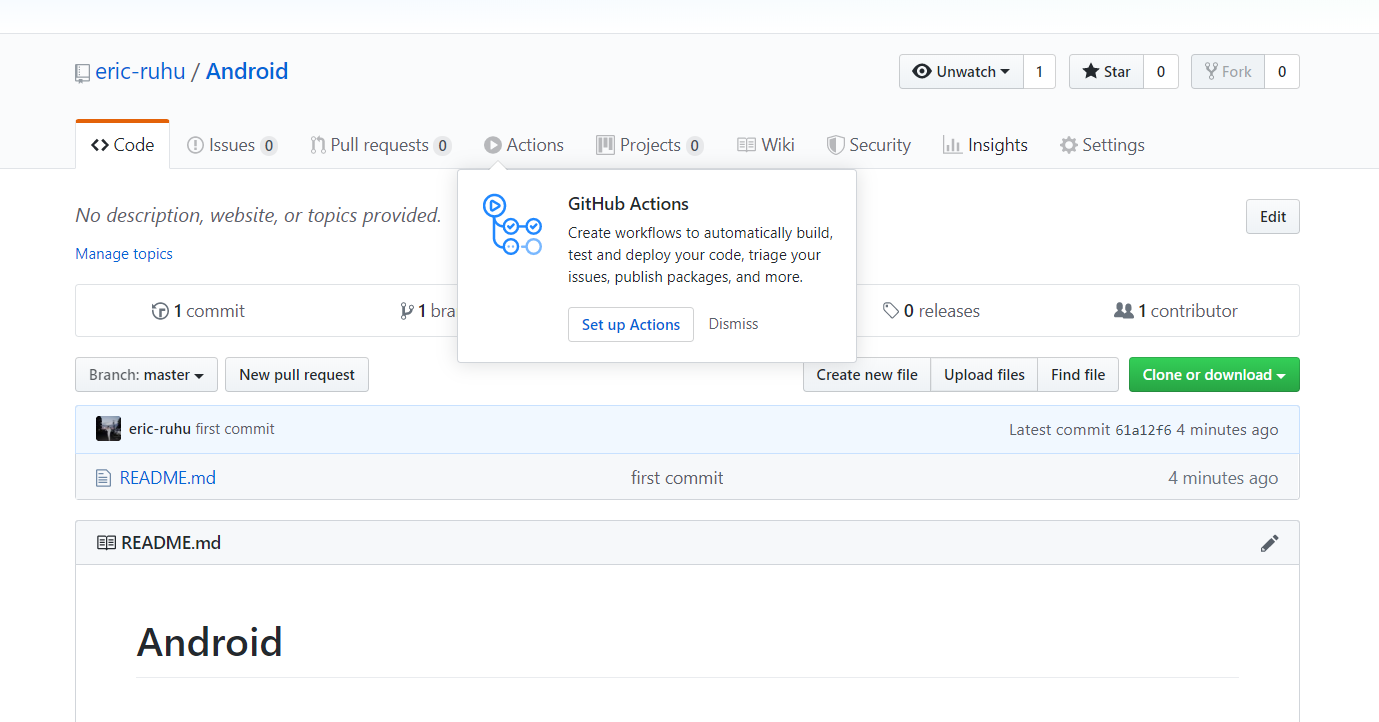 eric-ruhu / Android
Unwatch 1 Star 0 Fork 0
Code Issues 0 Pull requests 0 Actions Projects 0 Wiki Security Insights Settings
No description, website, or topics provided.
Edit
Manage topics
GitHub Actions
Create workflows to automatically build,
test and deploy your code, triage your
issues, publish packages, and more.
Set up Actions Dismiss
1 commit 1 bra 0 releases 1 contributor
Branch: master New pull request Create new file Upload files Find file Clone or download
eric-ruhu first commit Latest commit 61a12f6 4 minutes ago
README.md first commit 4 minutes ago
README.md
Android